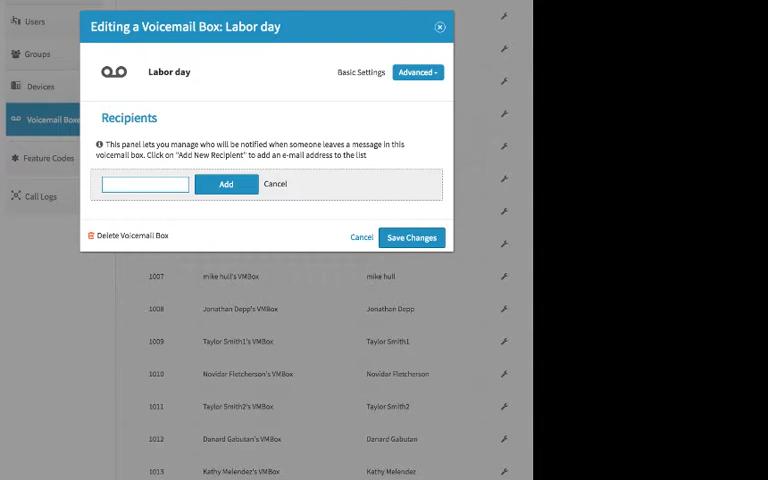 Users
Groups
Devices
Voicemail Boxe
Feature Codes
Call Logs
Editing a Voicemail Box: Labor day
Labor day
Basic Settings
Advanced
Recipients
This panel lets you manage who will be notified when someone leaves a message in this
voicemail box. Click on "Add New Recipient" to add an e-mail address to the list
Add
Cancel
Delete Voicemail Box
Cancel
Save Changes
1007 mike hull's VMBox mike hull
1008 Jonathan Depp's VMBox Jonathan Depp
1009 Taylor Smith1's VMBox Taylor Smith1
1010 Novidar Fletcherson's VMBox Novidar Fletcherson
1011 Taylor Smith2's VMBox Taylor Smith2
1012 Danard Gabutan's VMBox Danard Gabutan
1013 Kathy Melendez's VMBox Kathy Melendez